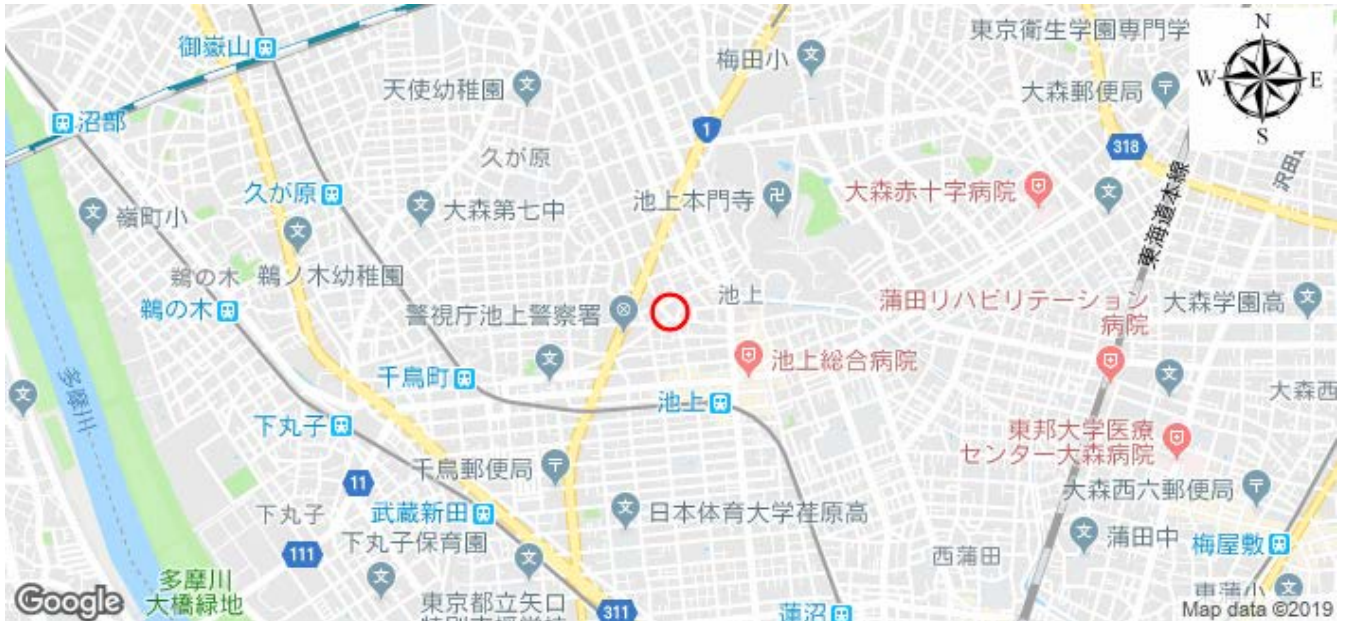 東京衛生学園専門学
N
W
E
S
御嶽山
梅田小
天使幼稚園
大森郵便局
沼部
1
久が原
318
久が原
池上本門寺
大森赤十字病院
嶺町小
大森第七中
東海道本線
鵜の木
鵜ノ木幼稚園
鵜の木
警視庁池上警察署
池上
蒲田リハビリテーション
病院
大森学園高
池上総合病院
千鳥町
多摩川
池上
大森西
下丸子
東邦大学医療
センター大森病院
千鳥郵便局
11
大森西六郵便局
下丸子
武蔵新田
日本体育大学荏原高
111
下丸子保育園
西蒲田
蒲田中
梅屋敷
多摩川
大橋緑地
東蒲小
Google
東京都立矢口
311
蓮沼
Map data ©2019